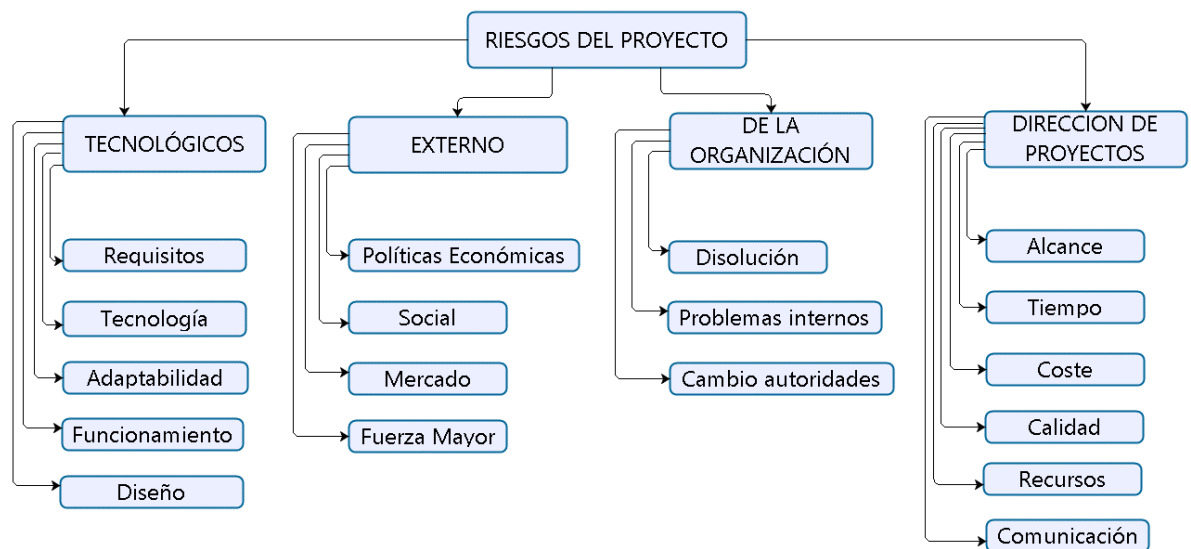 RIESGOS DEL PROYECTO
TECNOLÓGICOS
Requisitos
Tecnología
Adaptabilidad
Funcionamiento
Diseño
EXTERNO
Políticas Económicas
Social
Mercado
Fuerza Mayor
DE LA
ORGANIZACIÓN
Disolución
Problemas internos
Cambio autoridades
DIRECCION DE
PROYECTOS
Alcance
Tiempo
Coste
Calidad
Recursos
Comunicación